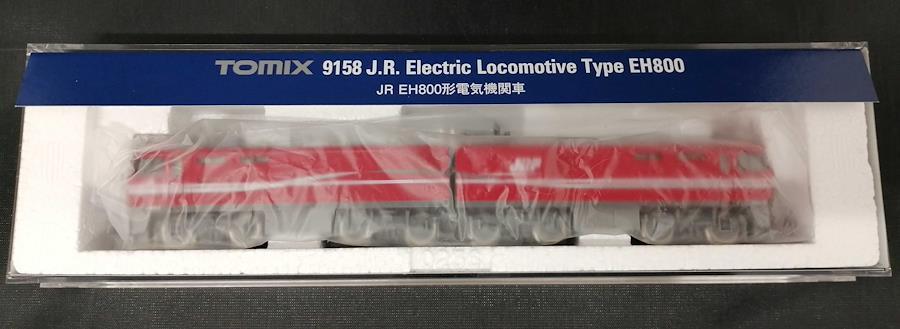 TOMIX 9158 J.R. Electric Locomotive Type EH800
JR EH800形電気機関車